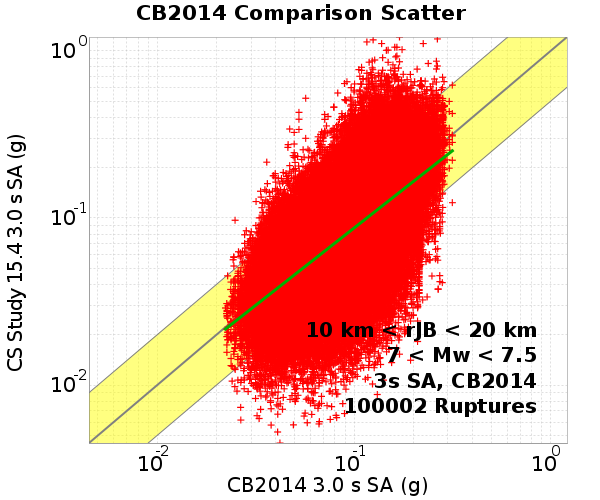 CB2014 Comparison Scatter
10^0
10^-1
10^-2
CS Study 15.4 3.0 s SA (g)
10 km < rJB < 20 km
7 < Mw < 7.5
3s SA, CB2014
100002 Ruptures
10^-2 10^-1 10^0
CB2014 3.0 s SA (g)